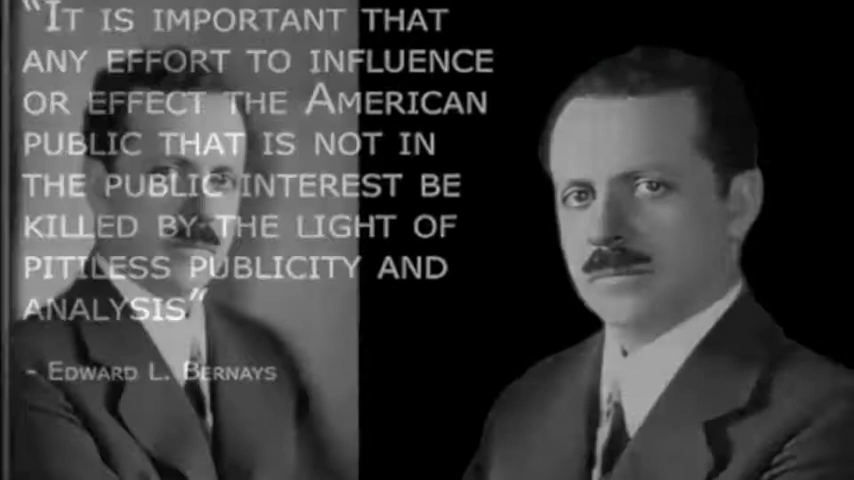 “It is important that
any effort to influence
or effect the American
public that is not in
the public interest be
killed by the light of
pitiless publicity and
analysis”
- Edward L. Bernays